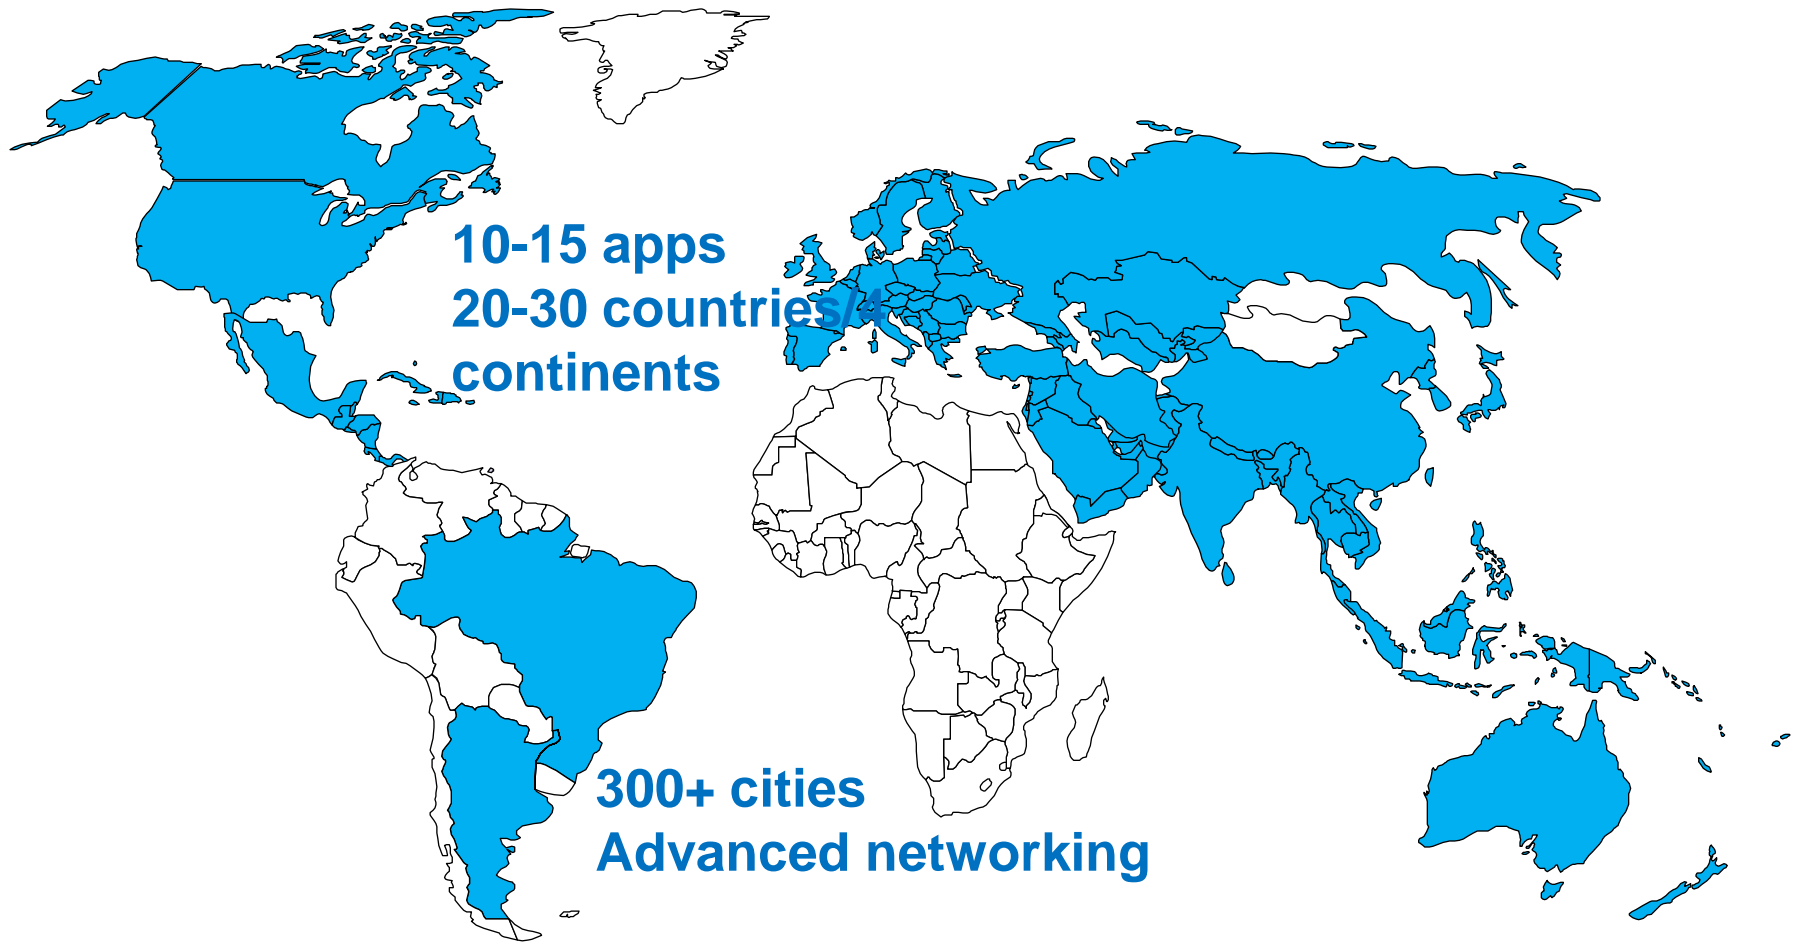 10-15 apps
20-30 countries/4
continents
300+ cities
Advanced networking